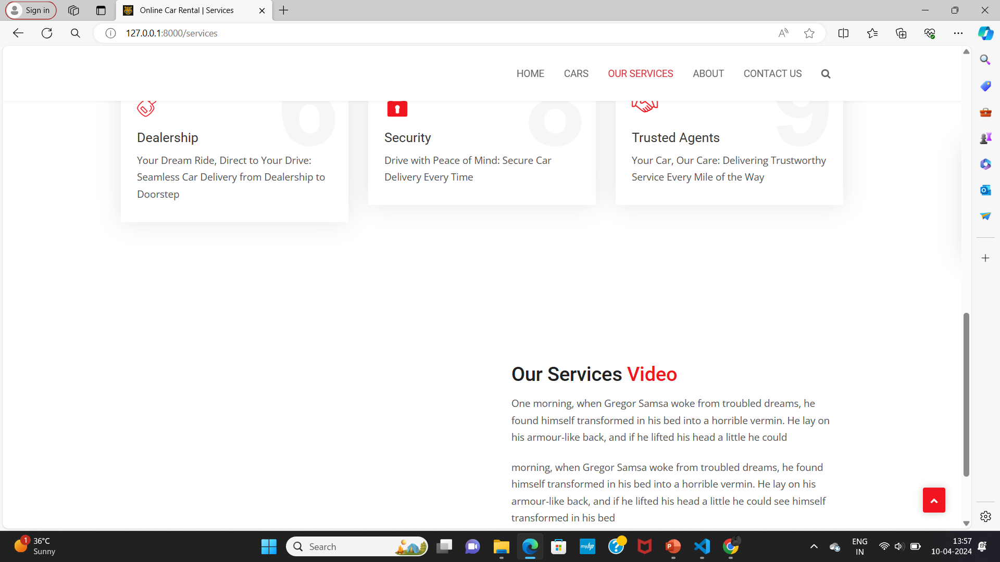 Sign in
Online Car Rental | Services
127.0.0.1:8000/services
HOME CARS OUR SERVICES ABOUT CONTACT US
6 8 9
Dealership
Your Dream Ride, Direct to Your Drive:
Seamless Car Delivery from Dealership to
Doorstep
Security
Drive with Peace of Mind: Secure Car
Delivery Every Time
Trusted Agents
Your Car, Our Care: Delivering Trustworthy
Service Every Mile of the Way
Our Services Video
One morning, when Gregor Samsa woke from troubled dreams, he
found himself transformed in his bed into a horrible vermin. He lay on
his armour-like back, and if he lifted his head a little he could
morning, when Gregor Samsa woke from troubled dreams, he found
himself transformed in his bed into a horrible vermin. He lay on his
armour-like back, and if he lifted his head a little he could see himself
transformed in his bed
1
36°C
Sunny
Search
myhp
ENG
IN
13:57
10-04-2024